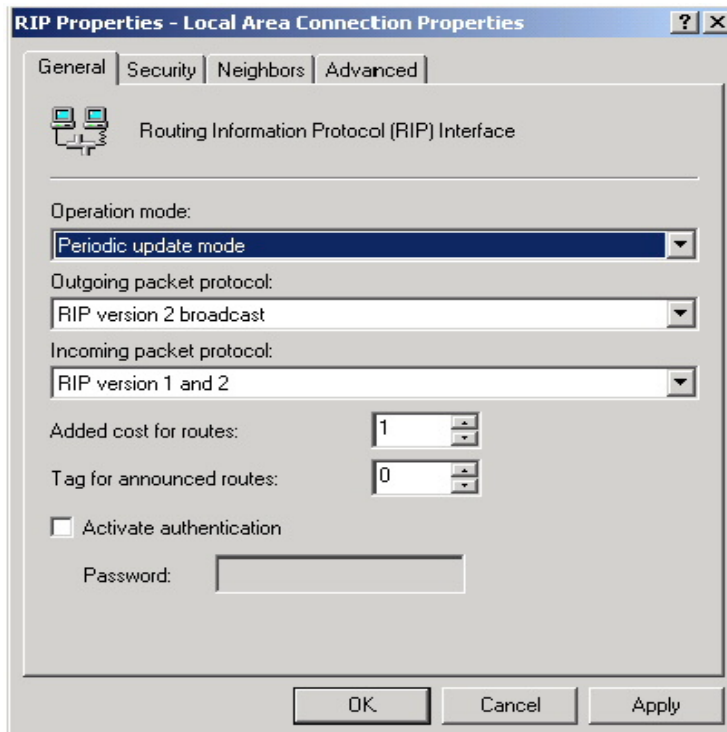 RIP Properties - Local Area Connection Properties
General Security Neighbors Advanced
Routing Information Protocol (RIP) Interface
Operation mode:
Periodic update mode
Outgoing packet protocol:
RIP version 2 broadcast
Incoming packet protocol:
RIP version 1 and 2
Added cost for routes: 1
Tag for announced routes: 0
Activate authentication
Password:
OK Cancel Apply